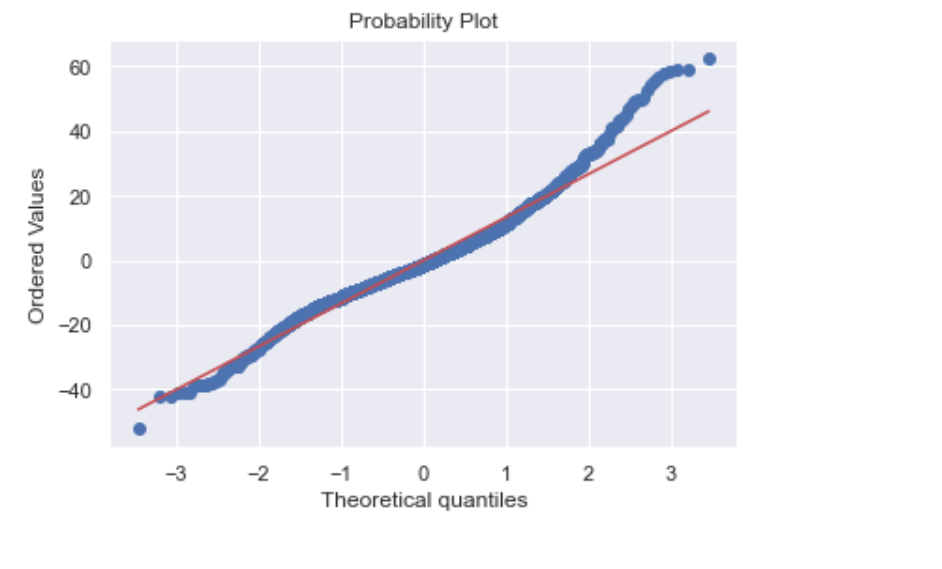 Probability Plot
60
40
20
0
−20
−40
Ordered Values
−3 −2 −1 0 1 2 3
Theoretical quantiles